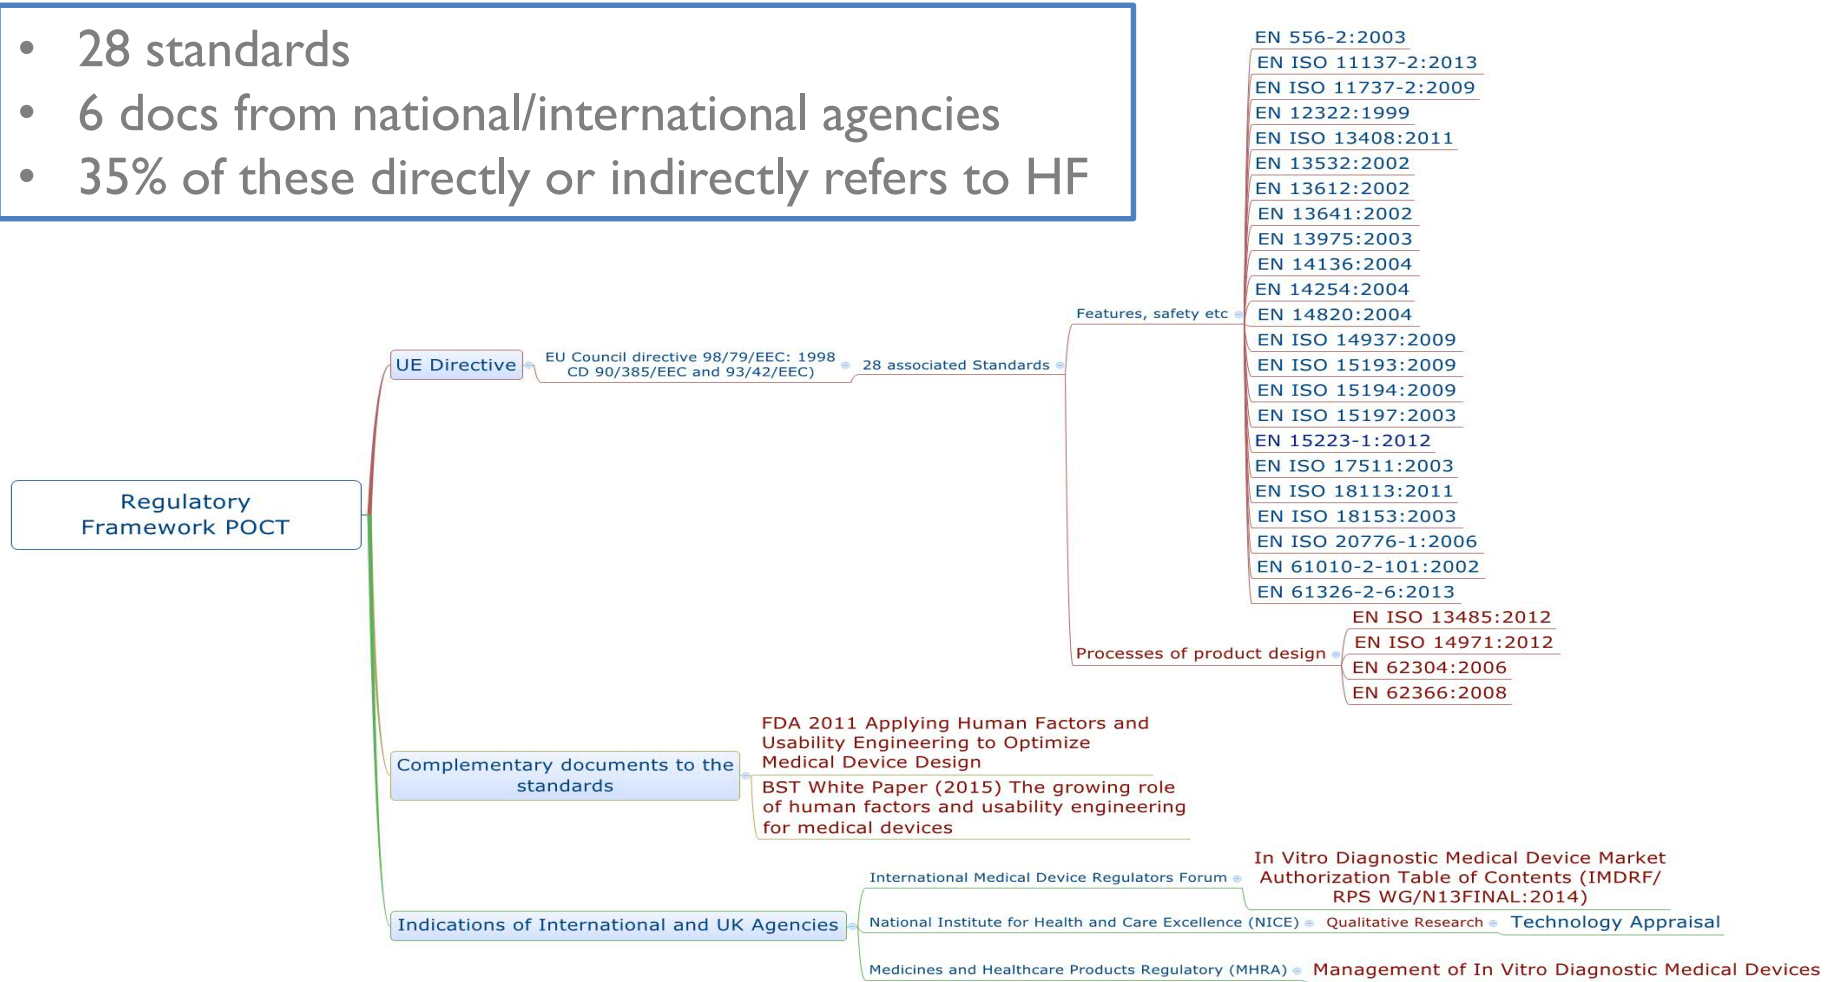 • 28 standards
• 6 docs from national/international agencies
• 35% of these directly or indirectly refers to HF
Regulatory
Framework POCT
UE Directive
EU Council directive 98/79/EEC: 1998
CD 90/385/EEC and 93/42/EEC)
28 associated Standards
Features, safety etc
EN 556-2:2003
EN ISO 11137-2:2013
EN ISO 11737-2:2009
EN 12322:1999
EN ISO 13408:2011
EN 13532:2002
EN 13612:2002
EN 13641:2002
EN 13975:2003
EN 14136:2004
EN 14254:2004
EN 14820:2004
EN ISO 14937:2009
EN ISO 15193:2009
EN ISO 15194:2009
EN ISO 15197:2003
EN 15223-1:2012
EN ISO 17511:2003
EN ISO 18113:2011
EN ISO 18153:2003
EN ISO 20776-1:2006
EN 61010-2-101:2002
EN 61326-2-6:2013
Processes of product design
EN ISO 13485:2012
EN ISO 14971:2012
EN 62304:2006
EN 62366:2008
Complementary documents to the
standards
FDA 2011 Applying Human Factors and
Usability Engineering to Optimize
Medical Device Design
BST White Paper (2015) The growing role
of human factors and usability engineering
for medical devices
Indications of International and UK Agencies
International Medical Device Regulators Forum
In Vitro Diagnostic Medical Device Market
Authorization Table of Contents (IMDRF/
RPS WG/N13FINAL:2014)
National Institute for Health and Care Excellence (NICE)
Qualitative Research
Technology Appraisal
Medicines and Healthcare Products Regulatory (MHRA)
Management of In Vitro Diagnostic Medical Devices